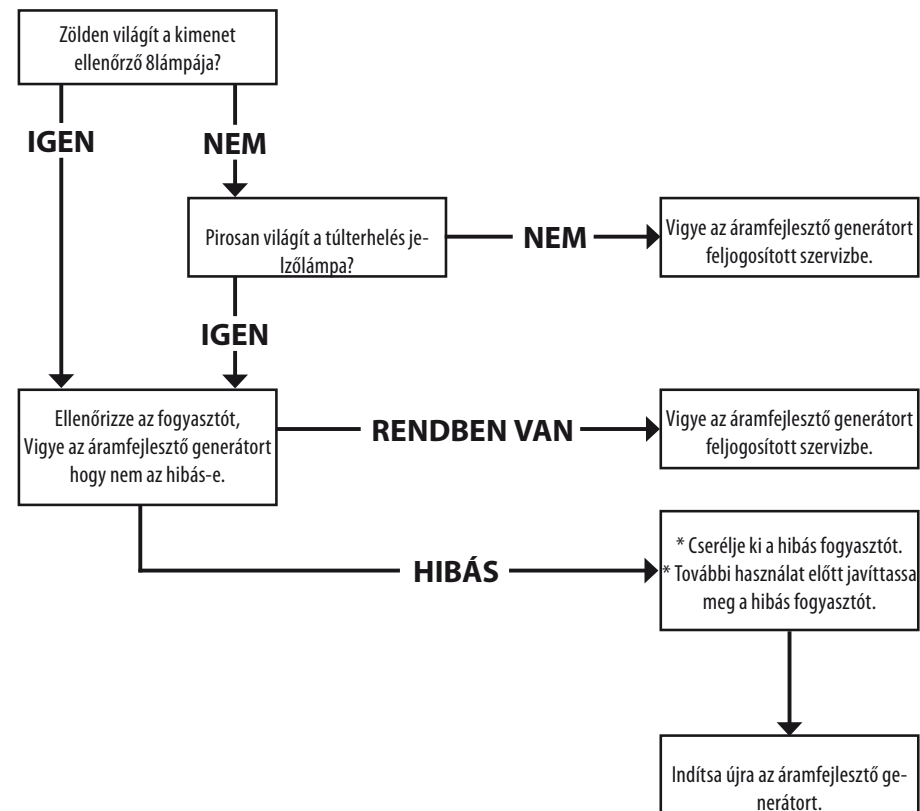 Zölden világít a kimenet
ellenőrző 8lámpája?
IGEN
NEM
Pirosan világít a túlterhelés je-
lzőlámpa?
NEM
Vigye az áramfejlesztő generátort
feljogosított szervizbe.
IGEN
Ellenőrizze az fogyasztót,
Vigye az áramfejlesztő generátort
hogy nem az hibás-e.
RENDBEN VAN
Vigye az áramfejlesztő generátort
feljogosított szervizbe.
HIBÁS
* Cserélje ki a hibás fogyasztót.
* További használat előtt javíttassa
meg a hibás fogyasztót.
Indítsa újra az áramfejlesztő ge-
nerátort.